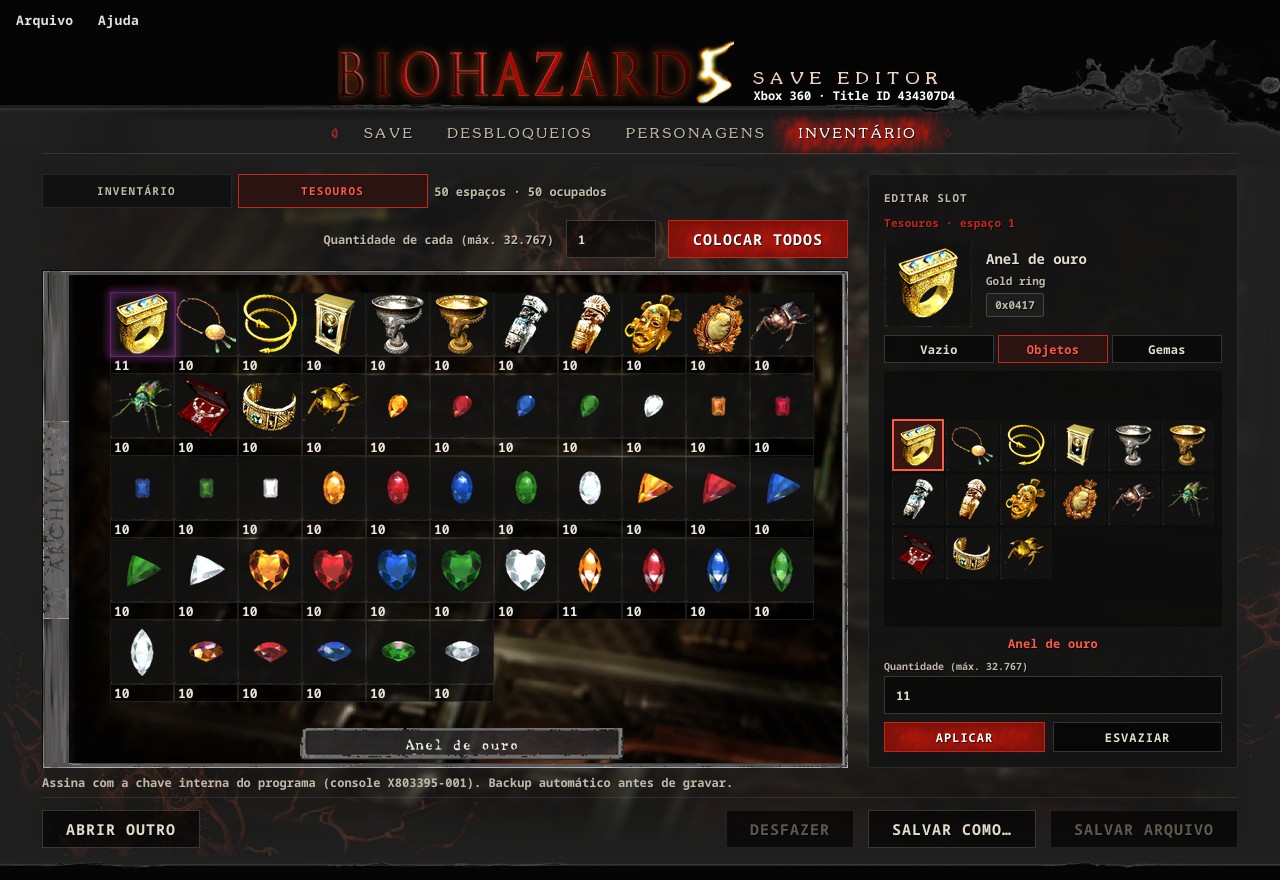 Arquivo Ajuda
BIOHAZARD 5
SAVE EDITOR
Xbox 360 · Title ID 434307D4
SAVE DESBLOQUEIOS PERSONAGENS INVENTÁRIO
INVENTÁRIO TESOUROS 50 espaços · 50 ocupados
Quantidade de cada (máx. 32.767) 1 COLOCAR TODOS
ARCHIVE
11 10 10 10 10 10 10 10 10 10 10
10 10 10 10 10 10 10 10 10 10 10
10 10 10 10 10 10 10 10 10 10 10
10 10 10 10 10 10 10 11 10 10 10
10 10 10 10 10 10
Anel de ouro
EDITAR SLOT
Tesouros · espaço 1
Anel de ouro
Gold ring
0x0417
Vazio Objetos Gemas
Anel de ouro
Quantidade (máx. 32.767)
11
APLICAR ESVAZIAR
Assina com a chave interna do programa (console X803395-001). Backup automático antes de gravar.
ABRIR OUTRO DESFAZER SALVAR COMO… SALVAR ARQUIVO